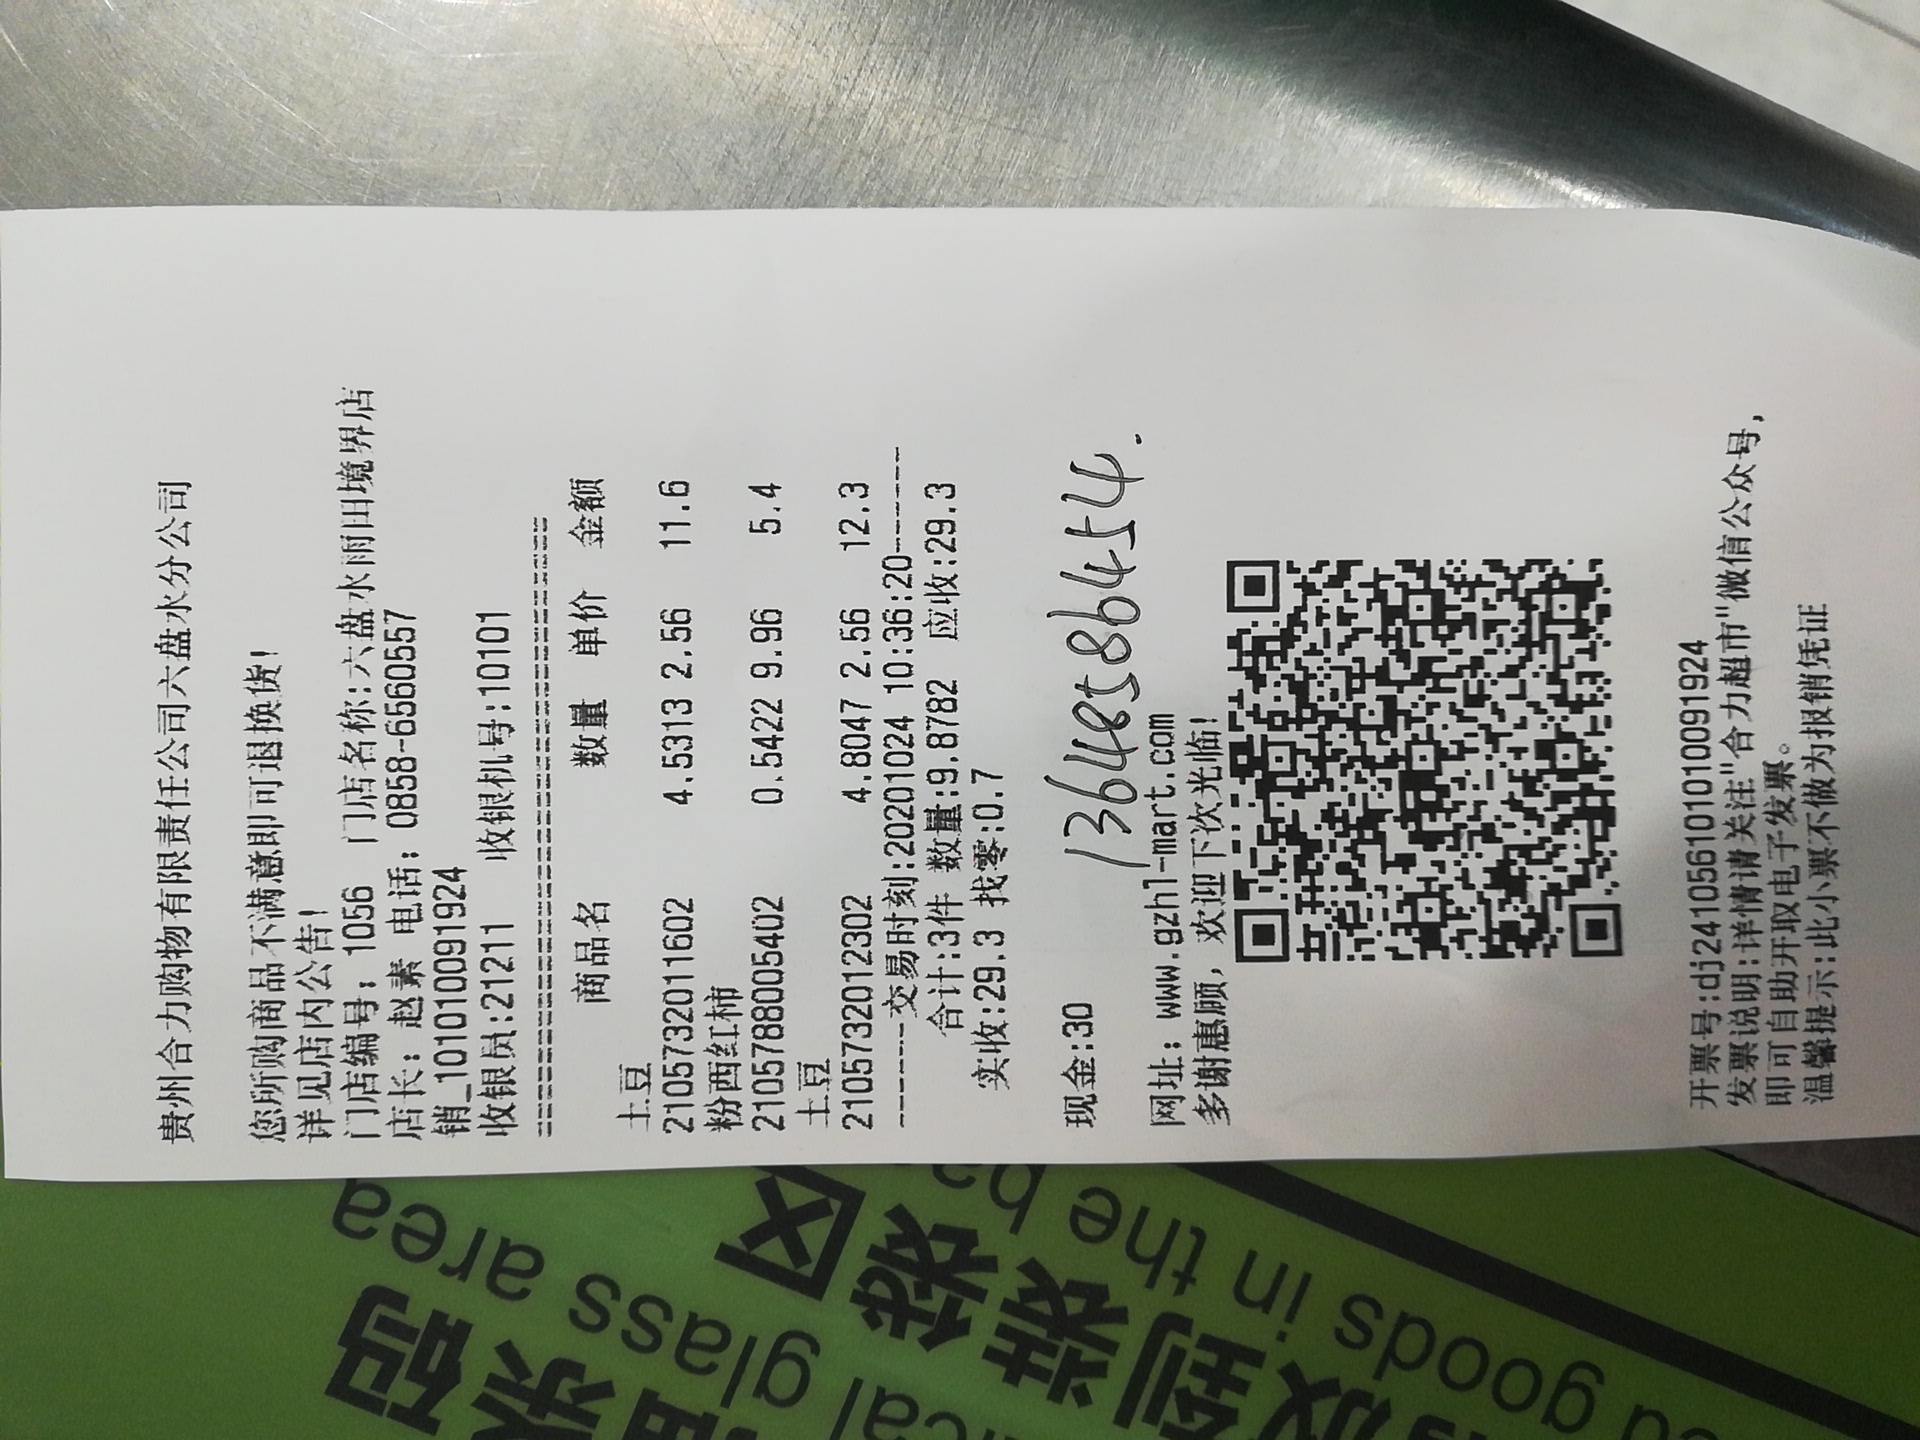 贵州合力购物有限责任公司六盘水分公司
您所购商品不满意即可退换货!
详见店内公告!
门店编号: 1056 门店名称:六盘水雨田境界店
店长: 赵素 电话: 0858-6560557
销_1010101010091924
收银员:21211 收银机号:10101
商品名 数量 单价 金额
土豆
2105732011602 4.5313 2.56 11.6
粉西红柿
2105788005402 0.5422 9.96 5.4
土豆
2105732012302 4.8047 2.56 12.3
------交易时刻:20201024 10:36:20------
合计:3件 数量:9.8782 应收:29.3
实收:29.3 找零:0.7
现金:30
13648586454.
网址: www.gzhl-mart.com
多谢惠顾, 欢迎下次光临!
开票号:dj24105610101010091924
发票说明:详情请关注"合力超市"微信公众号,
即可自助开取电子发票。
温馨提示:此小票不做为报销凭证
area
cal glass
区
装袋
goods in the ba